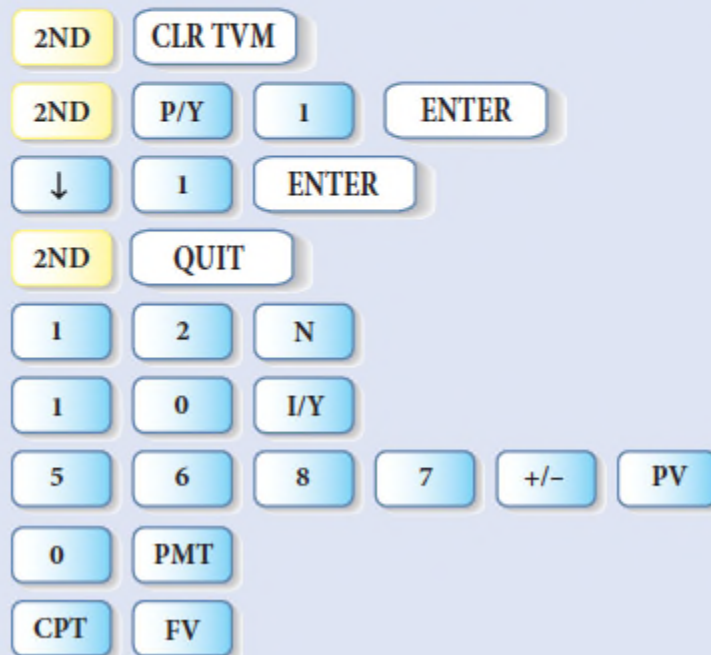 2ND CLR TVM
2ND P/Y 1 ENTER
↓ 1 ENTER
2ND QUIT
1 2 N
1 0 I/Y
5 6 8 7 +/– PV
0 PMT
CPT FV